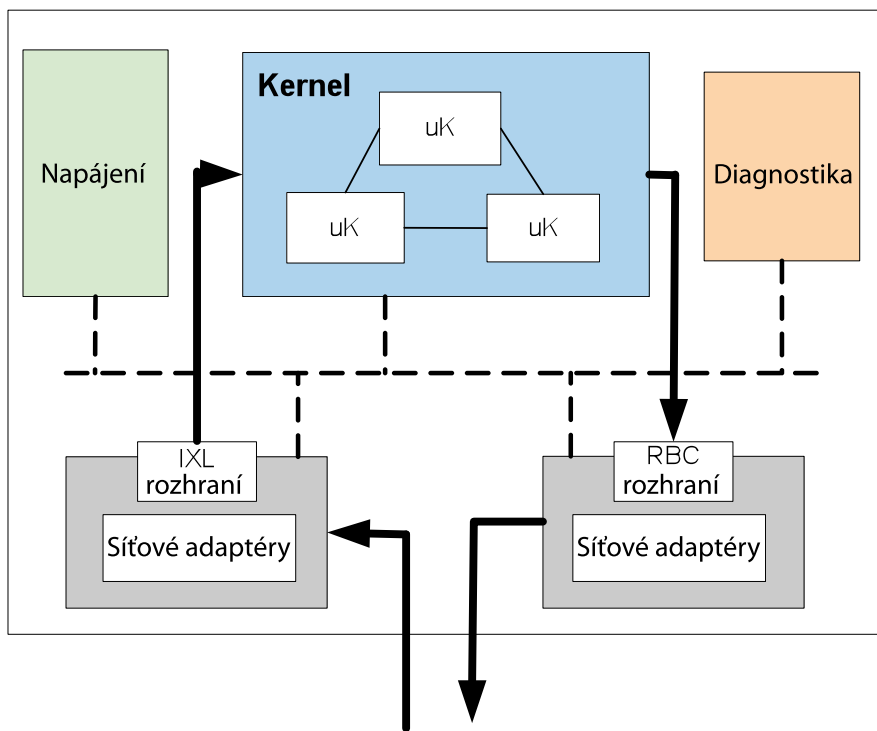 Kernel
uK
Napájení
Diagnostika
uK
uK
IXL
rozhraní
RBC
rozhraní
Síťové adaptéry
Síťové adaptéry